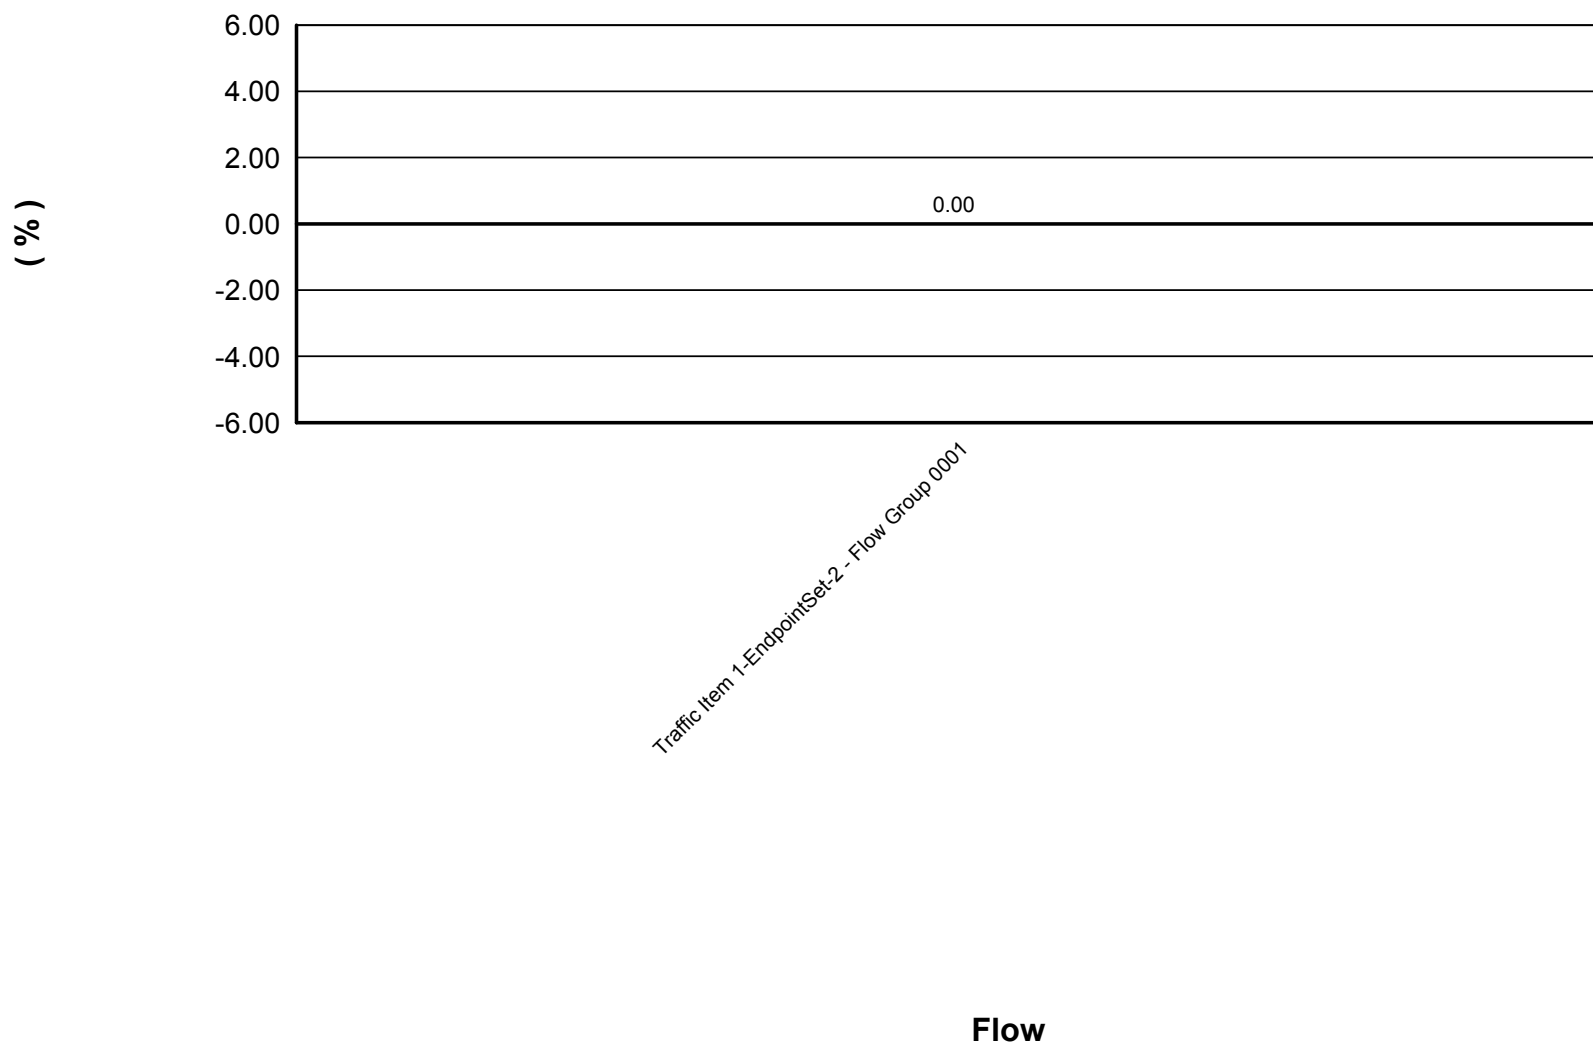 6.00
4.00
2.00
0.00
-2.00
-4.00
-6.00
( % )
0.00
Traffic Item 1-EndpointSet-2 - Flow Group 0001
Flow